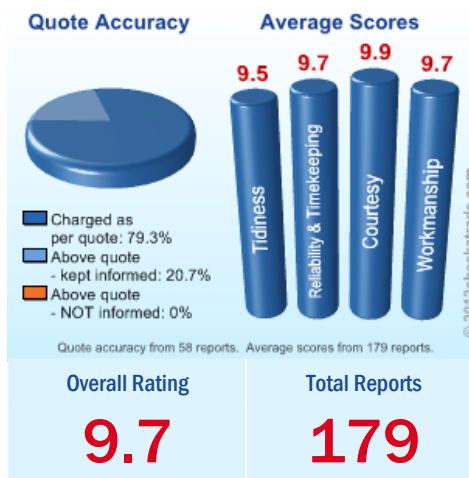 Quote Accuracy
Average Scores
9.5
9.7
9.9
9.7
Tidiness
Reliability & Timekeeping
Courtesy
Workmanship
Charged as
per quote: 79.3%
Above quote
- kept informed: 20.7%
Above quote
- NOT informed: 0%
Quote accuracy from 58 reports. Average scores from 179 reports.
Overall Rating
9.7
Total Reports
179